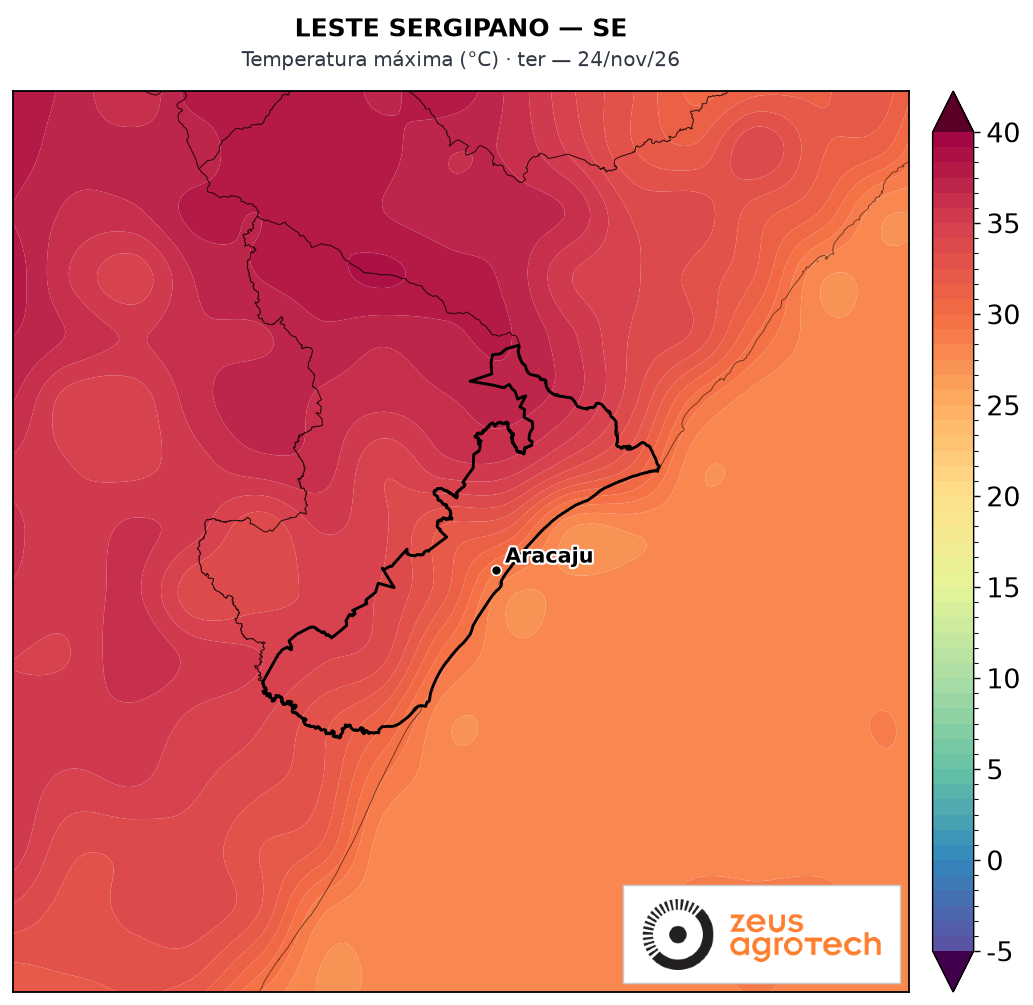 LESTE SERGIPANO — SE
Temperatura máxima (°C) · ter — 24/nov/26
40
35
30
25
20
15
10
5
0
-5
Aracaju
zeus
agrotech